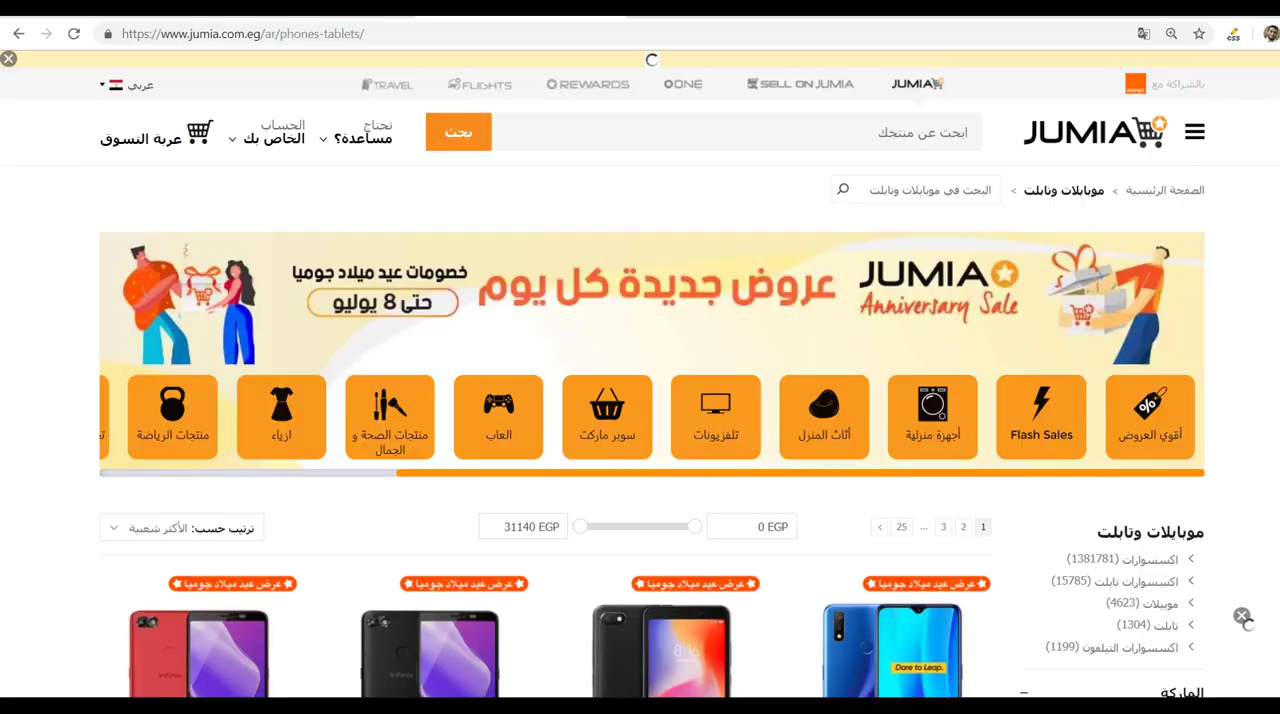 https://www.jumia.com.eg/ar/phones-tablets/
بالشراكة مع
JUMIA
SELL ON JUMIA
ONE
REWARDS
FLIGHTS
TRAVEL
عربي
JUMIA
ابحث عن منتجك
بحث
تحتاج
مساعدة؟
الحساب
الخاص بك
عربة التسوق
الصفحة الرئيسية > موبايلات وتابلت >
البحث في موبايلات وتابلت
JUMIA
Anniversary Sale
عروض جديدة كل يوم
خصومات عيد ميلاد جوميا
حتى 8 يوليو
أقوي العروض
Flash Sales
أجهزة منزلية
أثاث المنزل
تلفزيونات
سوبر ماركت
العاب
منتجات الصحة و
الجمال
ازياء
منتجات الرياضة
موبايلات وتابلت
1 2 3 ... 25
0 EGP
31140 EGP
ترتيب حسب: الأكثر شعبية
اكسسوارات (1381781)
اكسسوارات تابلت (15785)
موبيلات (4623)
تابلت (1304)
اكسسوارات التيلفون (1199)
الماركة
عرض عيد ميلاد جوميا
عرض عيد ميلاد جوميا
عرض عيد ميلاد جوميا
عرض عيد ميلاد جوميا
Dare to Leap.
8:16
Infinix